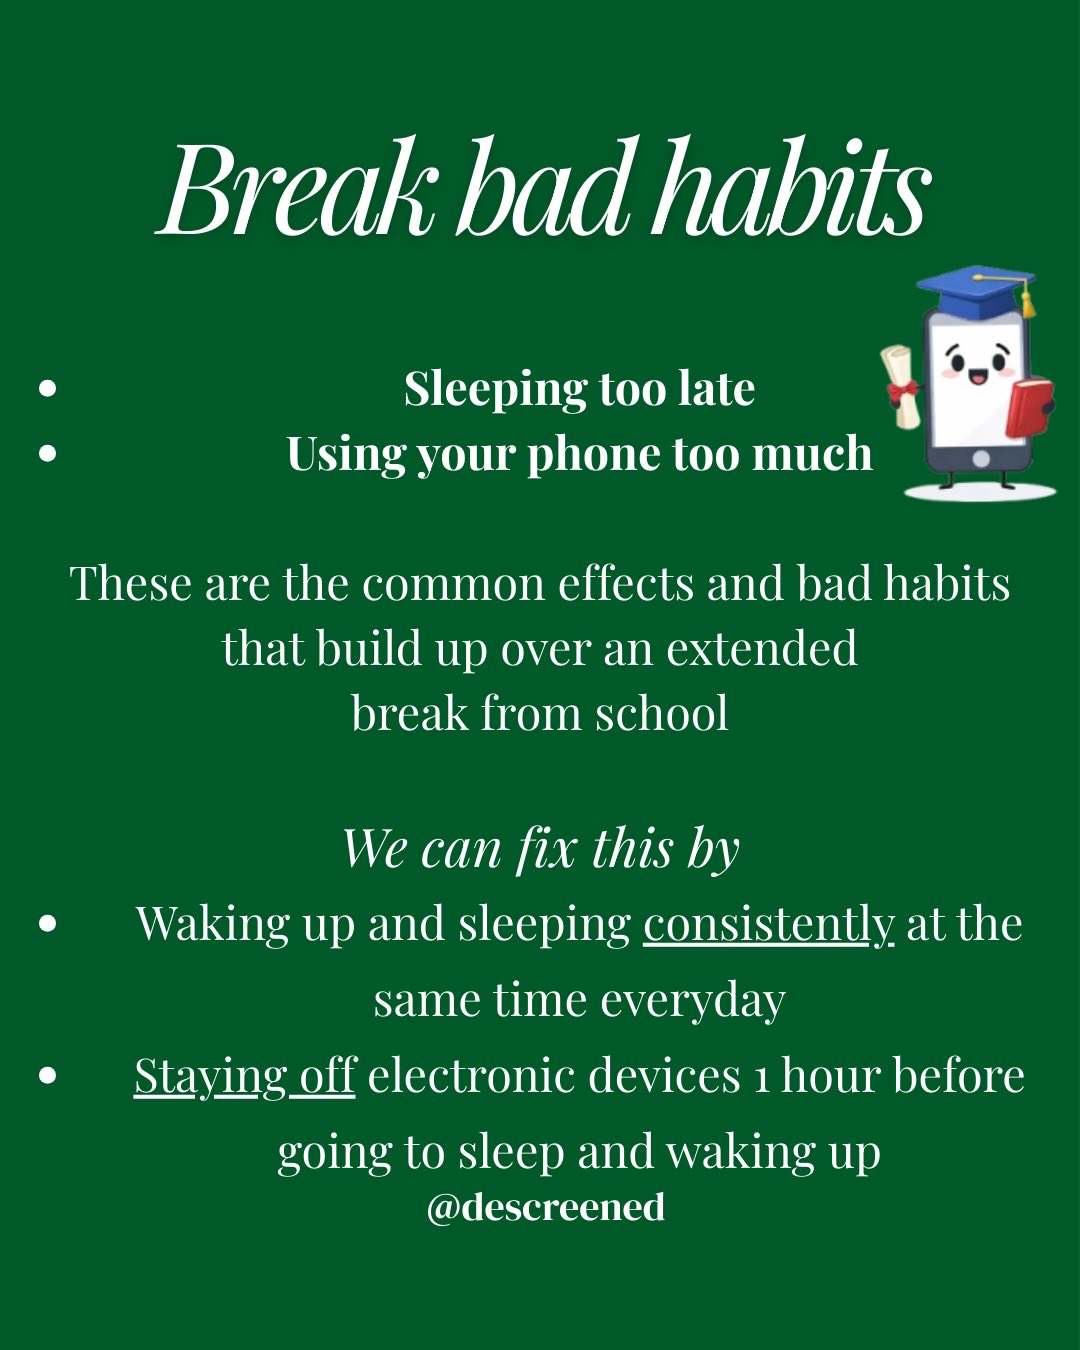 Break bad habits
• Sleeping too late
• Using your phone too much
These are the common effects and bad habits
that build up over an extended
break from school
We can fix this by
• Waking up and sleeping consistently at the
same time everyday
• Staying off electronic devices 1 hour before
going to sleep and waking up
@descreened